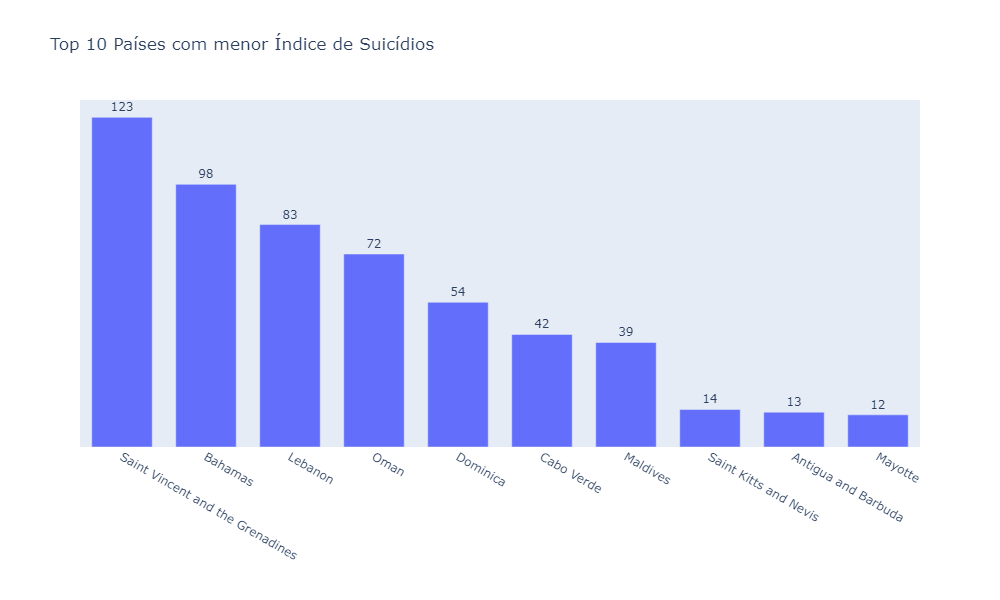 Top 10 Países com menor Índice de Suicídios
123
98
83
72
54
42
39
14
13
12
Saint Vincent and the Grenadines
Bahamas
Lebanon
Oman
Dominica
Cabo Verde
Maldives
Saint Kitts and Nevis
Antigua and Barbuda
Mayotte